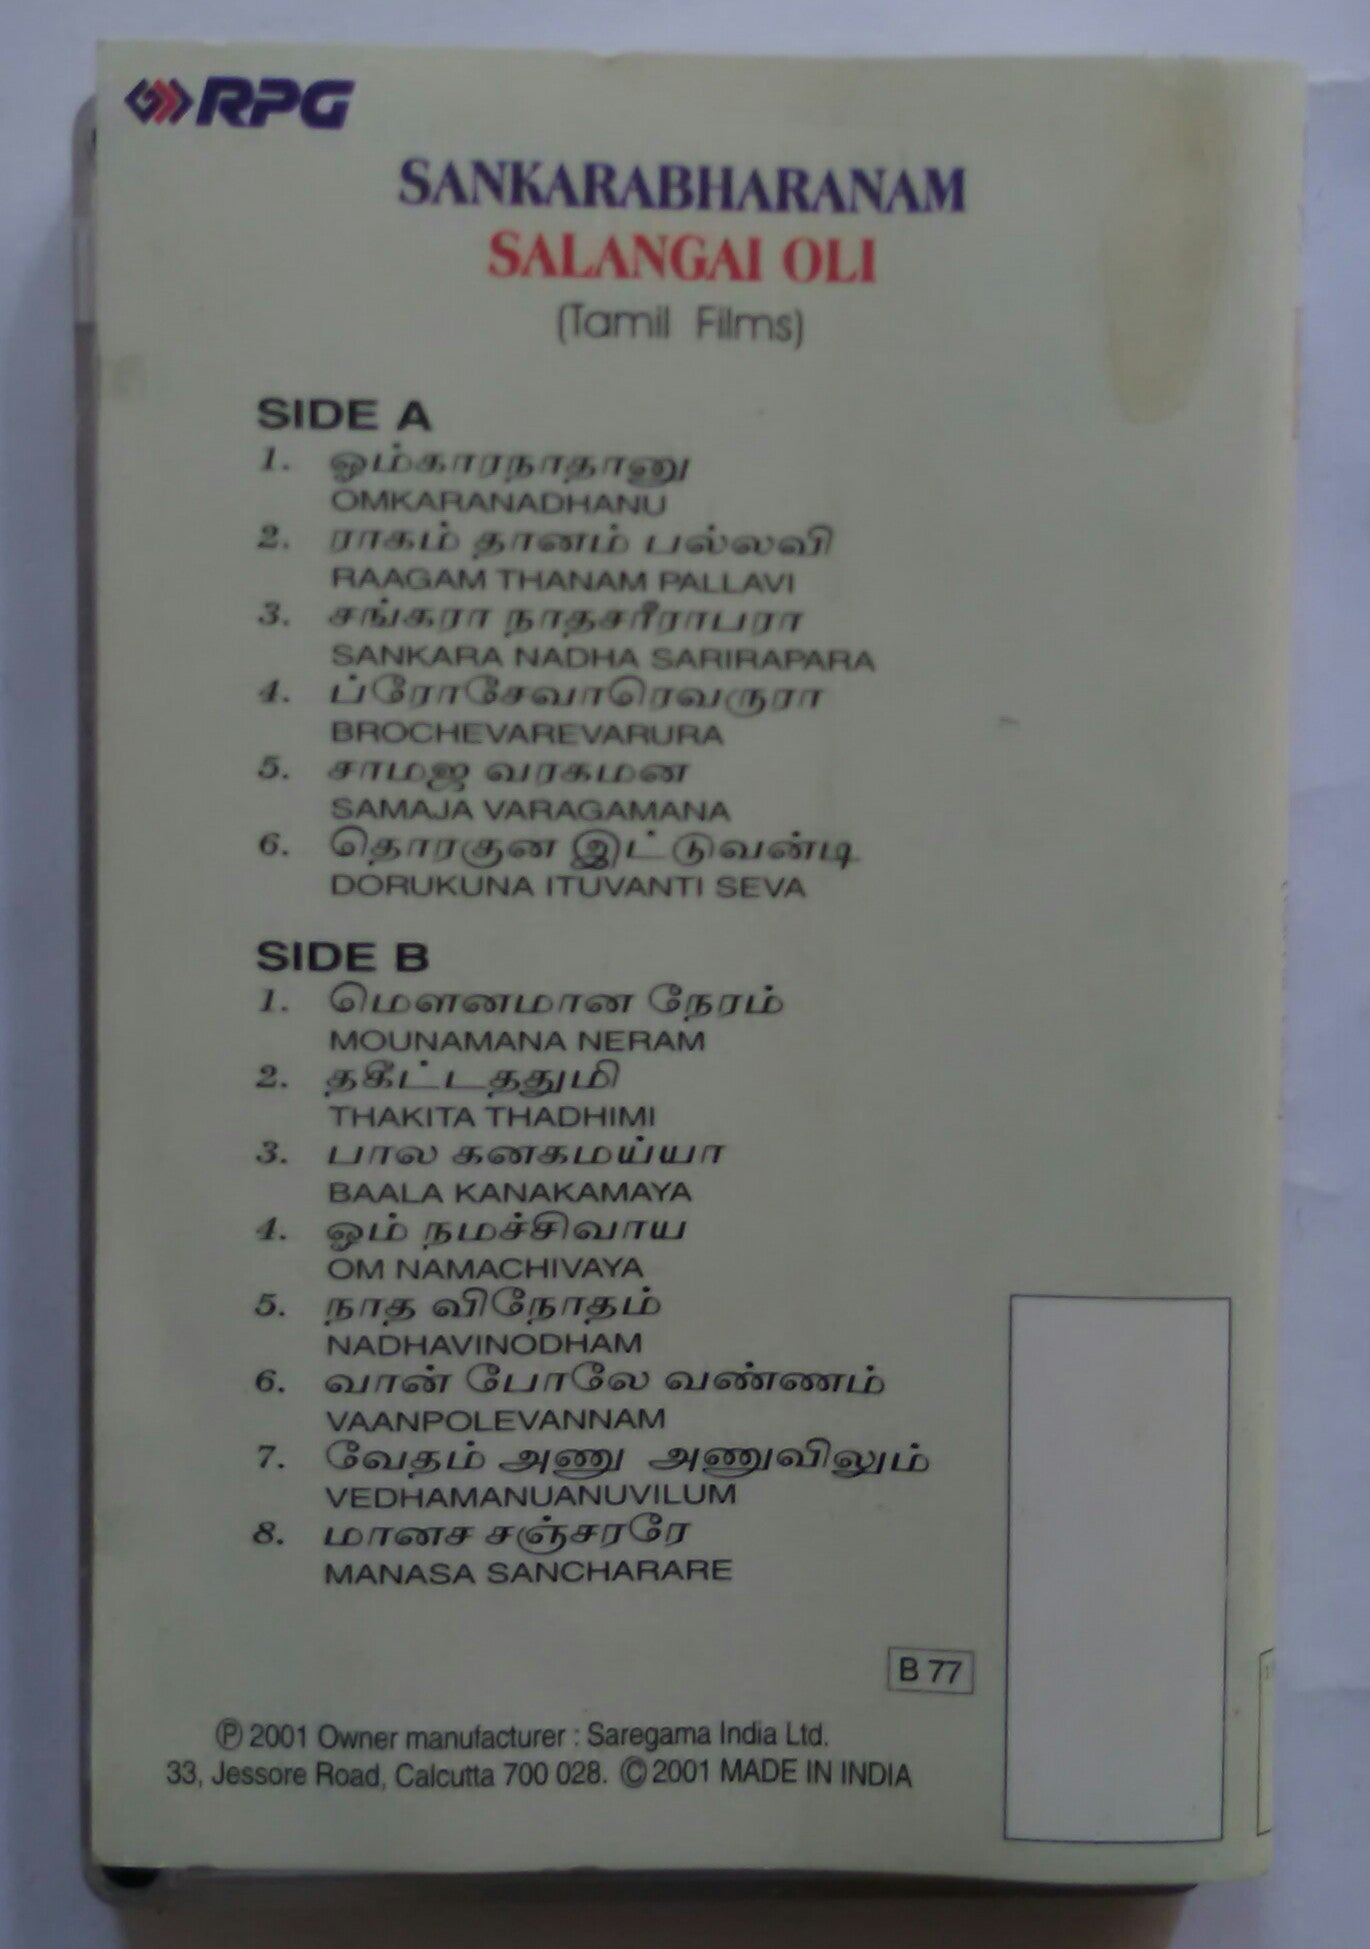 RPG
SANKARABHARANAM
SALANGAI OLI
(Tamil Films)
SIDE A
1. ஓம்காரநாதானு
OMKARANADHANU
2. ராகம் தானம் பல்லவி
RAAGAM THANAM PALLAVI
3. சங்கரா நாதசரீராபரா
SANKARA NADHA SARIRAPARA
4. ப்ரோசேவாரெவருரா
BROCHEVAREVARURA
5. சாமஜ வரகமன
SAMAJA VARAGAMANA
6. தொரகுன இட்டுவன்டி
DORUKUNA ITUVANTI SEVA
SIDE B
1. மௌனமான நேரம்
MOUNAMANA NERAM
2. தகீட்டததுமி
THAKITA THADHIMI
3. பால கனகமய்யா
BAALA KANAKAMAYA
4. ஓம் நமச்சிவாய
OM NAMACHIVAYA
5. நாத விநோதம்
NADHAVINODHAM
6. வான் போலே வண்ணம்
VAANPOLEVANNAM
7. வேதம் அணு அணுவிலும்
VEDHAMANUANUVILUM
8. மானச சஞ்சரரே
MANASA SANCHARARE
B 77
Ⓟ 2001 Owner manufacturer : Saregama India Ltd.
33, Jessore Road, Calcutta 700 028. © 2001 MADE IN INDIA